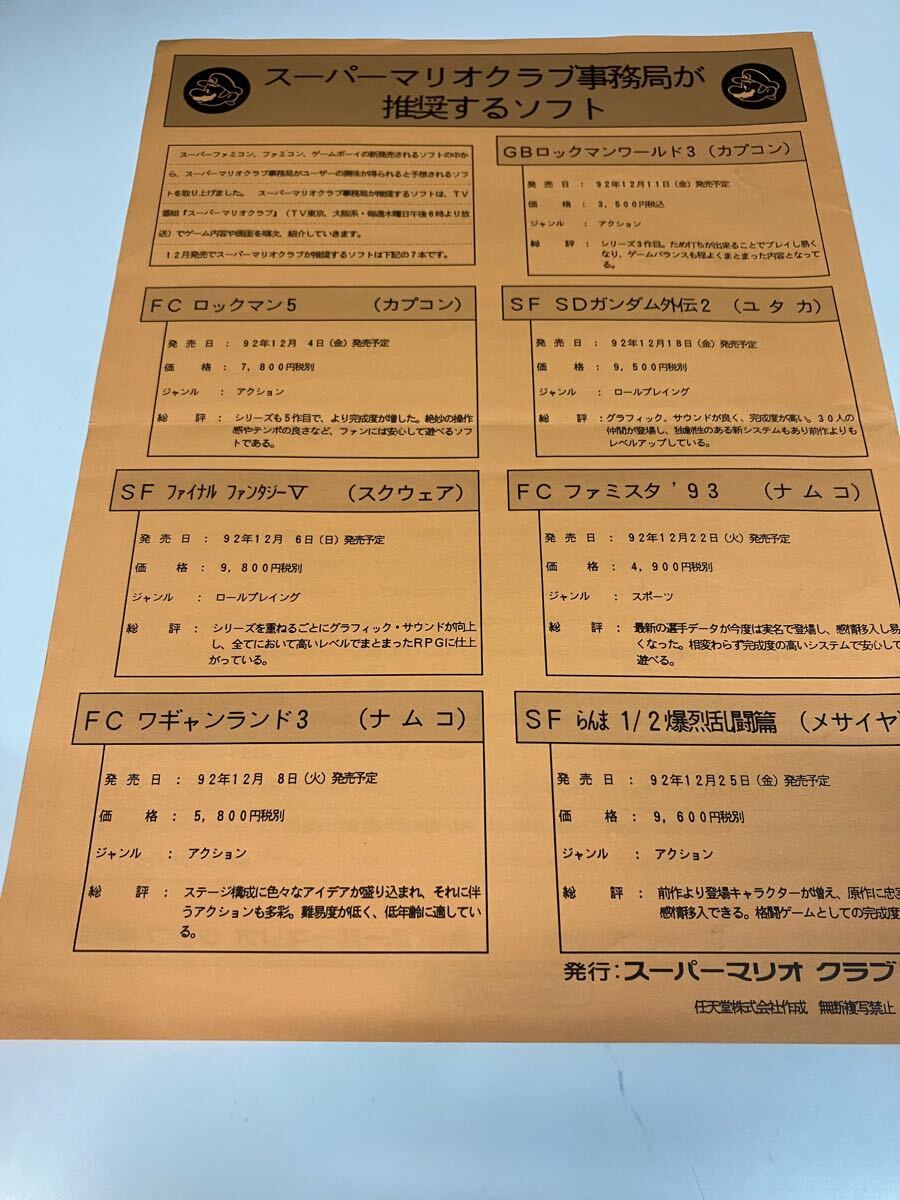 スーパーマリオクラブ事務局が
推奨するソフト
スーパーファミコン、ファミコン、ゲームボーイの新発売されるソフトの中か
ら、スーパーマリオクラブ事務局がユーザーの興味が得られると予想されるソフ
トを取り上げました。 スーパーマリオクラブ事務局が推奨するソフトは、ＴＶ
番組『スーパーマリオクラブ』（ＴＶ東京、大阪系・毎週木曜日午後６時より放
送）でゲーム内容や画面を順次、紹介していきます。
１２月発売でスーパーマリオクラブが推奨するソフトは下記の７本です。
ＧＢロックマンワールド３（カプコン）
発 売 日 ： ９２年１２月１１日（金）発売予定
価 格 ： ３，５００円税込
ジャンル ： アクション
総 評 ： シリーズ３作目。ため打ちが出来ることでプレイし易く
なり、ゲームバランスも程よくまとまった内容となって
る。
ＦＣ ロックマン５ （カプコン）
発 売 日 ： ９２年１２月 ４日（金）発売予定
価 格 ： ７，８００円税別
ジャンル ： アクション
総 評 ： シリーズも５作目で、より完成度が増した。絶妙の操作
感やテンポの良さなど、ファンには安心して遊べるソフ
トである。
ＳＦ ＳＤガンダム外伝２ （ユタカ）
発 売 日 ： ９２年１２月１８日（金）発売予定
価 格 ： ９，５００円税別
ジャンル ： ロールプレイング
総 評 ：グラフィック、サウンドが良く、完成度が高い。３０人の
仲間が登場し、独創性のある新システムもあり前作よりも
レベルアップしている。
ＳＦ ﾌｧｲﾅﾙ ﾌｧﾝﾀｼﾞｰⅤ （スクウェア）
発 売 日 ： ９２年１２月 ６日（日）発売予定
価 格 ： ９，８００円税別
ジャンル ： ロールプレイング
総 評 ： シリーズを重ねるごとにグラフィック・サウンドが向上
し、全てにおいて高いレベルでまとまったＲＰＧに仕上
がっている。
ＦＣ ファミスタ’９３ （ナムコ）
発 売 日 ： ９２年１２月２２日（火）発売予定
価 格 ： ４，９００円税別
ジャンル ： スポーツ
総 評 ： 最新の選手データが今度は実名で登場し、感情移入し易
くなった。相変わらず完成度の高いシステムで安心して
遊べる。
ＦＣ ワギャンランド３ （ナムコ）
発 売 日 ： ９２年１２月 ８日（火）発売予定
価 格 ： ５，８００円税別
ジャンル ： アクション
総 評 ： ステージ構成に色々なアイデアが盛り込まれ、それに伴
うアクションも多彩。難易度が低く、低年齢に適してい
る。
ＳＦ らんま 1/2 爆烈乱闘篇 （メサイヤ）
発 売 日 ： ９２年１２月２５日（金）発売予定
価 格 ： ９，６００円税別
ジャンル ： アクション
総 評 ： 前作より登場キャラクターが増え、原作に忠実
感情移入できる。格闘ゲームとしての完成度
発行：スーパーマリオ クラブ
任天堂株式会社作成 無断複写禁止